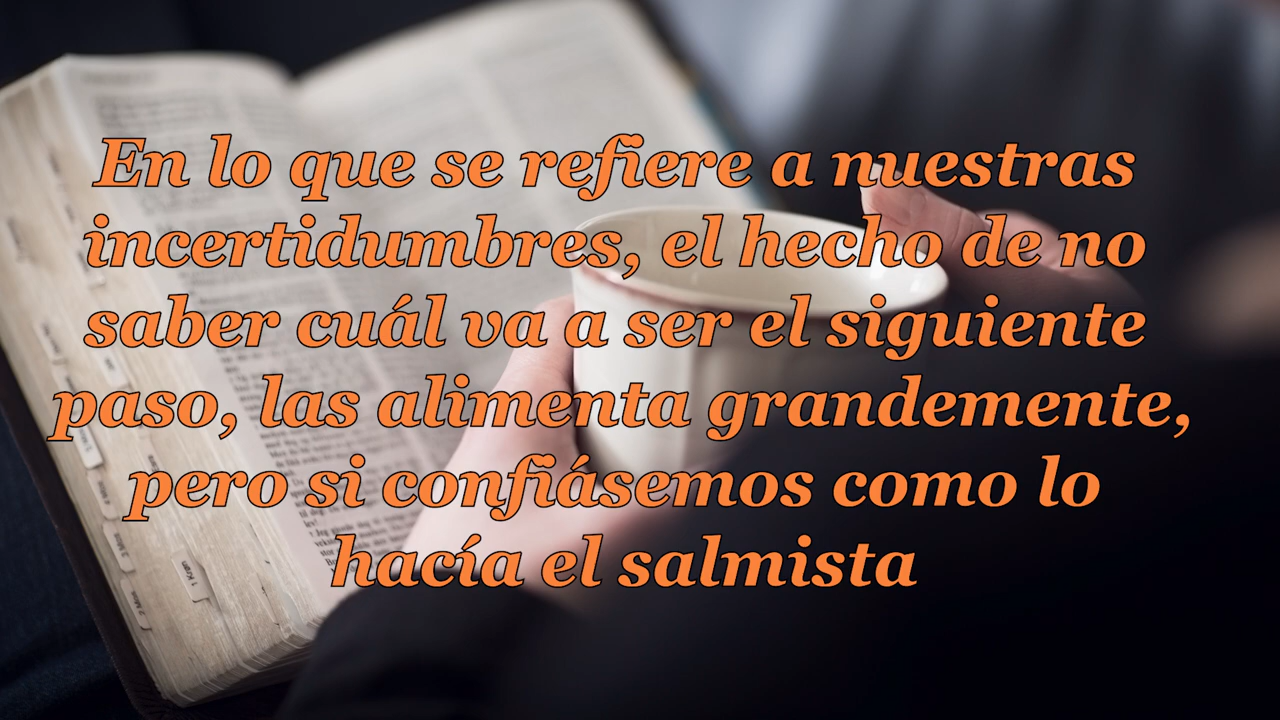 En lo que se refiere a nuestras
incertidumbres, el hecho de no
saber cuál va a ser el siguiente
paso, las alimenta grandemente,
pero si confiásemos como lo
hacía el salmista